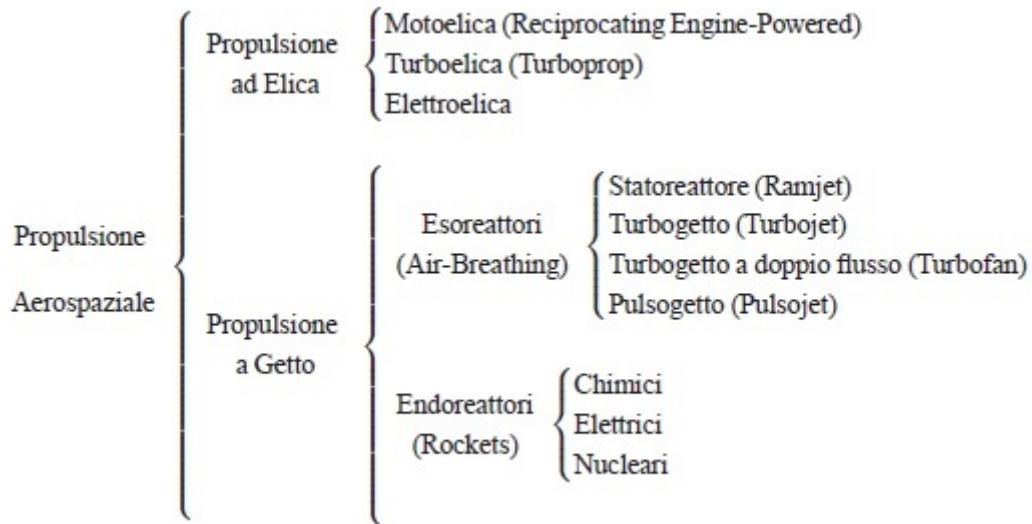 Propulsione
Aerospaziale
Propulsione
ad Elica
Motoelica (Reciprocating Engine-Powered)
Turboelica (Turboprop)
Elettroelica
Propulsione
a Getto
Esoreattori
(Air-Breathing)
Statoreattore (Ramjet)
Turbogetto (Turbojet)
Turbogetto a doppio flusso (Turbofan)
Pulsogetto (Pulsojet)
Endoreattori
(Rockets)
Chimici
Elettrici
Nucleari